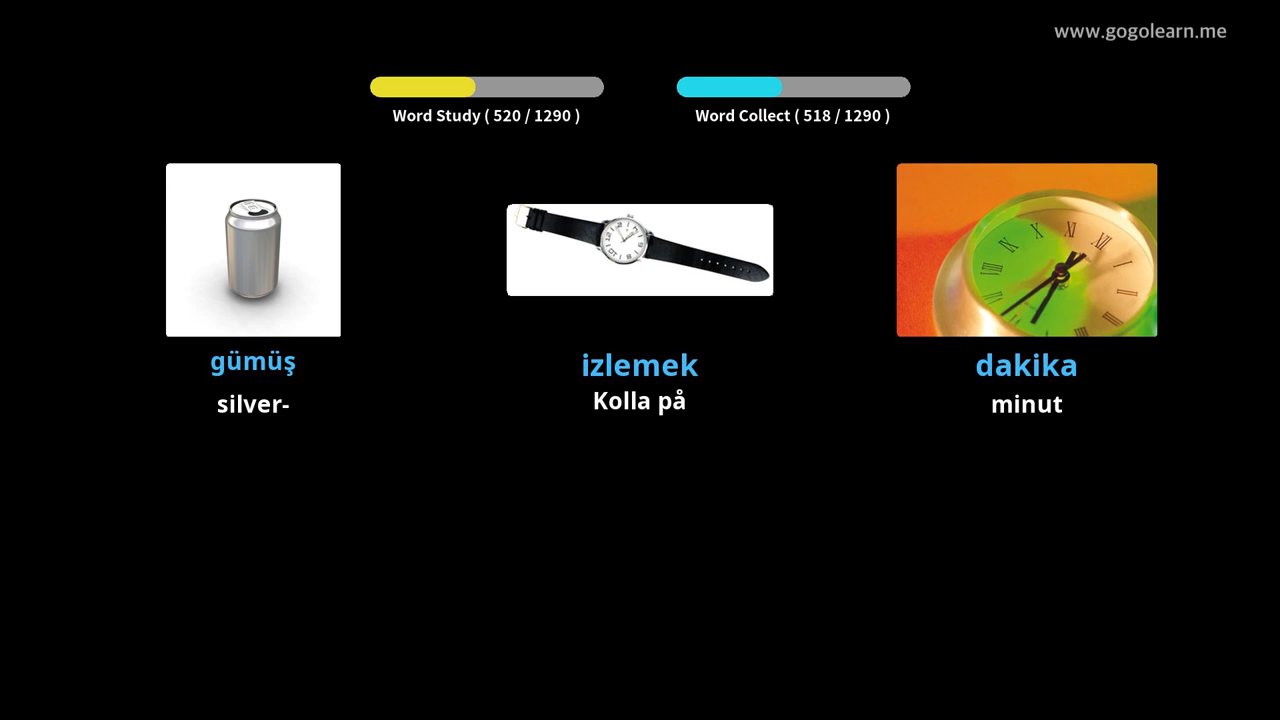 www.gogolearn.me
Word Study ( 520 / 1290 )
Word Collect ( 518 / 1290 )
gümüş
silver-
izlemek
Kolla på
dakika
minut